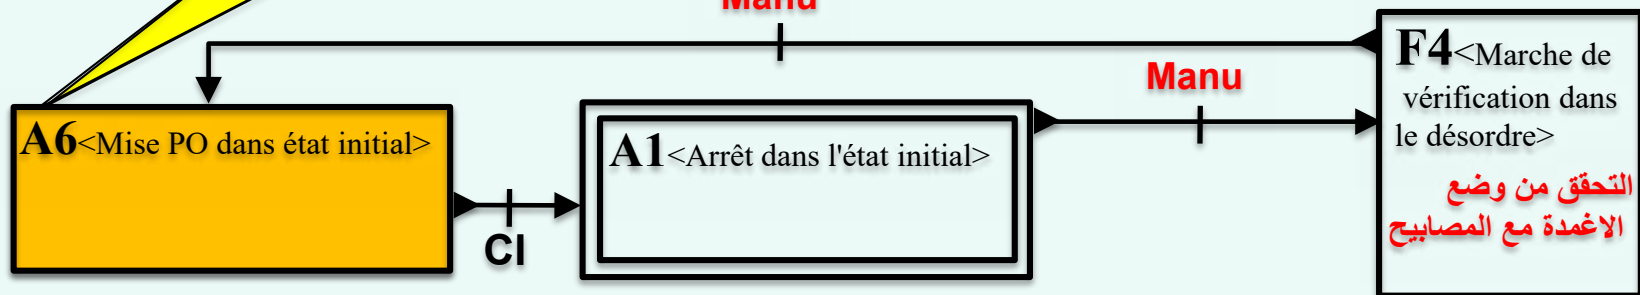 Manu
F4<Marche de
vérification dans
le désordre>
Manu
A6<Mise PO dans état initial>
A1<Arrêt dans l'état initial>
التحقق من وضع
الاغمدة مع المصابيح
CI